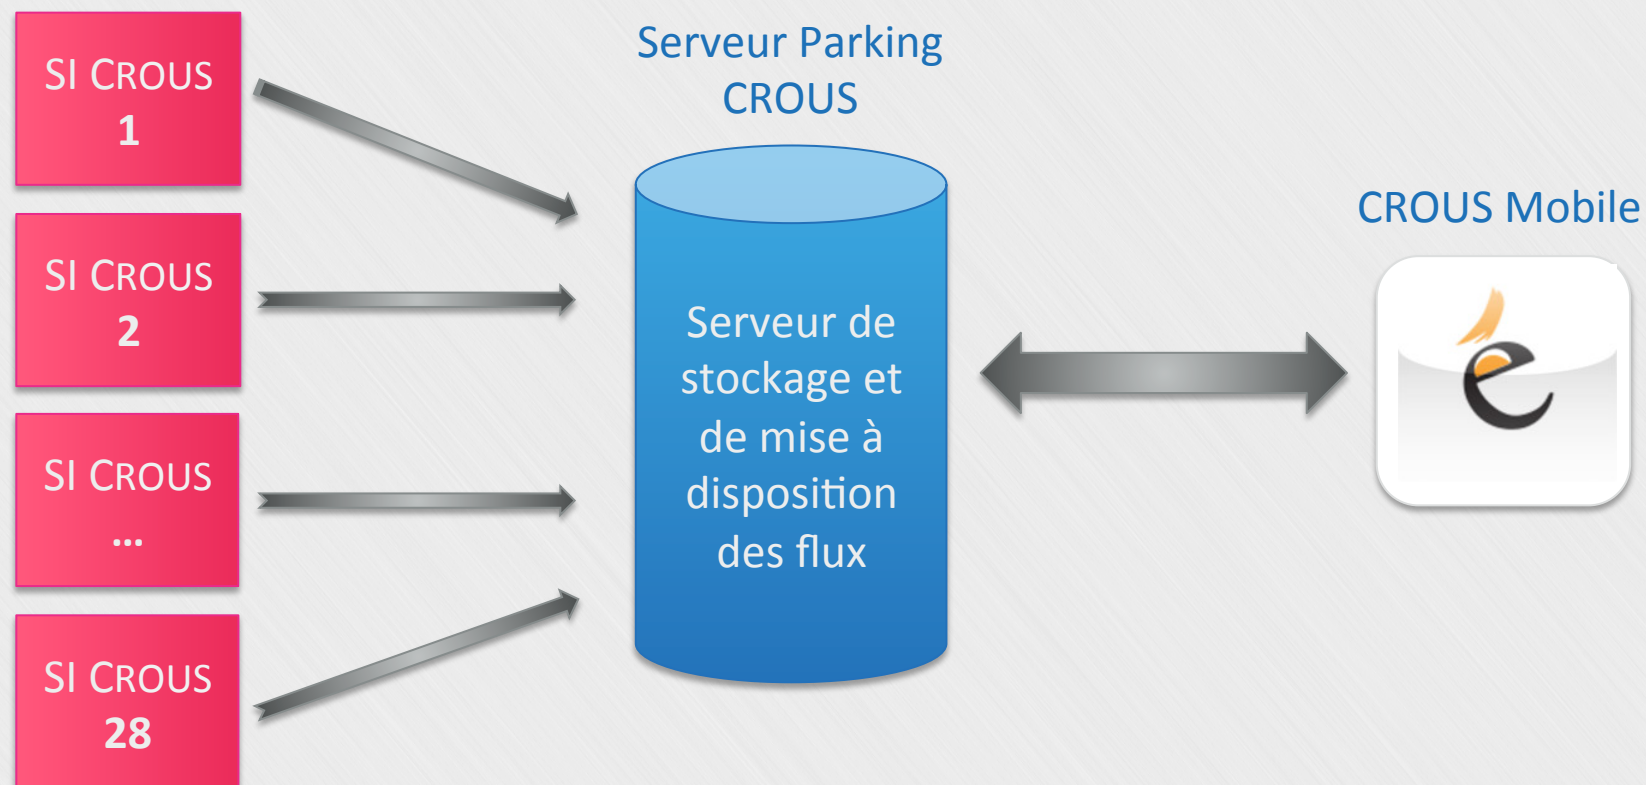 SI CROUS
1
SI CROUS
2
SI CROUS
...
SI CROUS
28
Serveur Parking
CROUS
Serveur de
stockage et
de mise à
disposition
des flux
CROUS Mobile
è